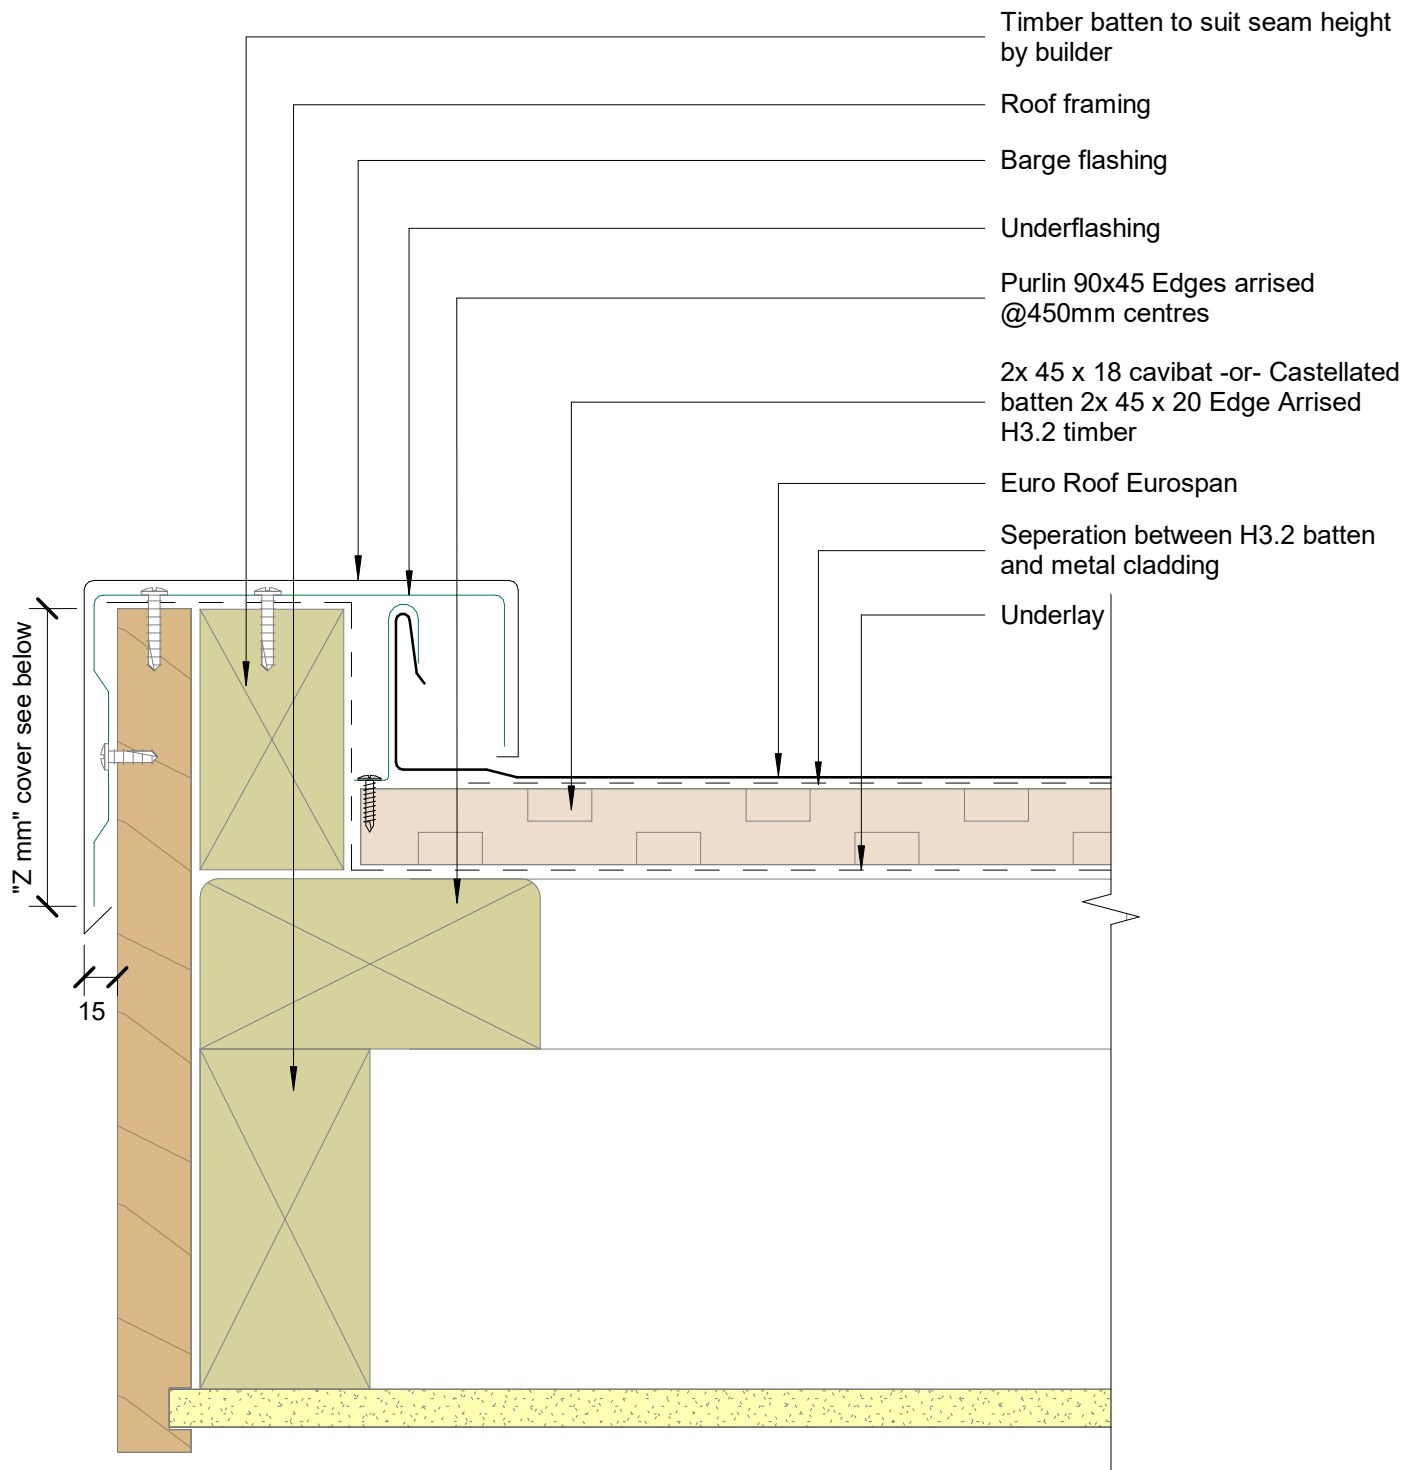 Timber batten to suit seam height
by builder
Roof framing
Barge flashing
Underflashing
Purlin 90x45 Edges arrised
@450mm centres
2x 45 x 18 cavibat -or- Castellated
batten 2x 45 x 20 Edge Arrised
H3.2 timber
Euro Roof Eurospan
Seperation between H3.2 batten
and metal cladding
Underlay
"Z mm" cover see below
15